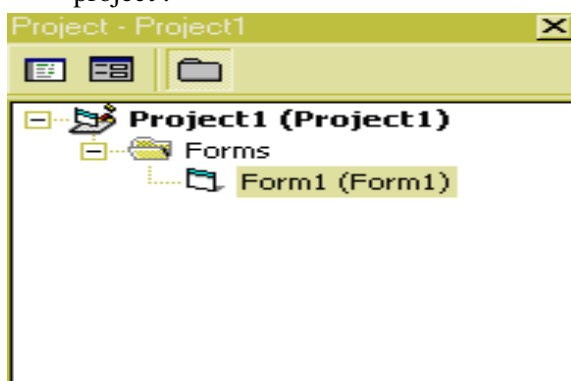 project .
Project - Project1
Project1 (Project1)
Forms
Form1 (Form1)